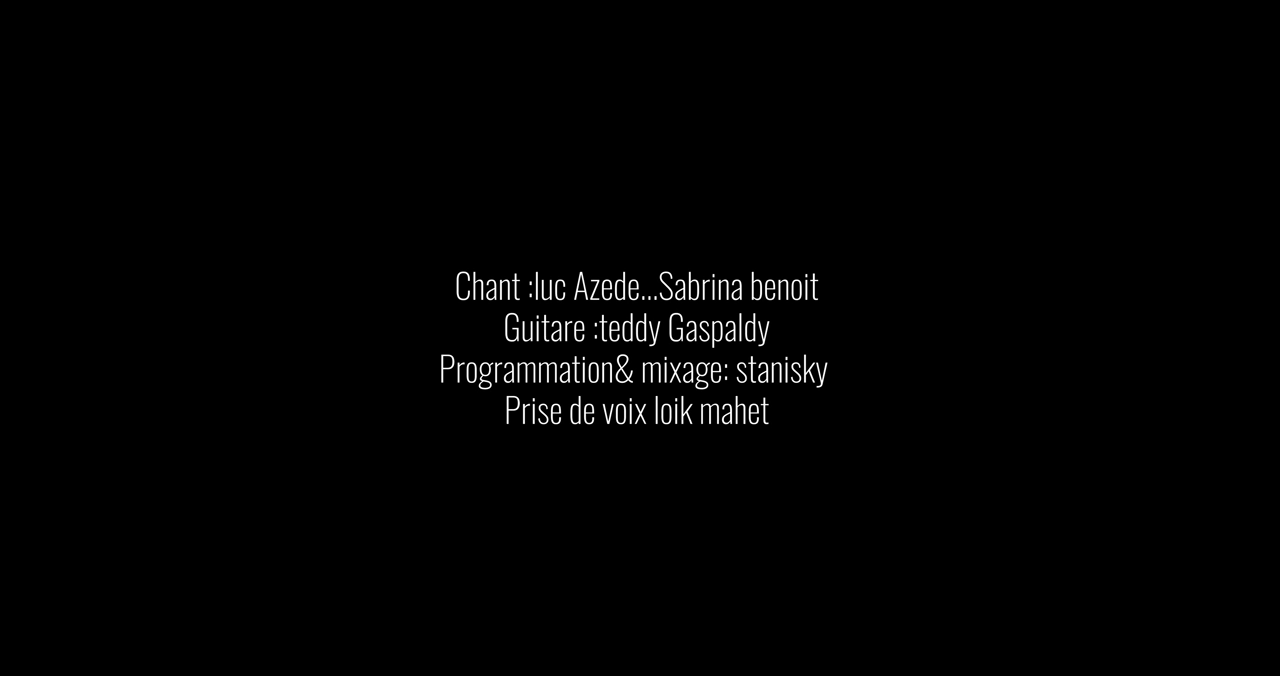 Chant :luc Azede...Sabrina benoit
Guitare :teddy Gaspaldy
Programmation& mixage: stanisky
Prise de voix loik mahet